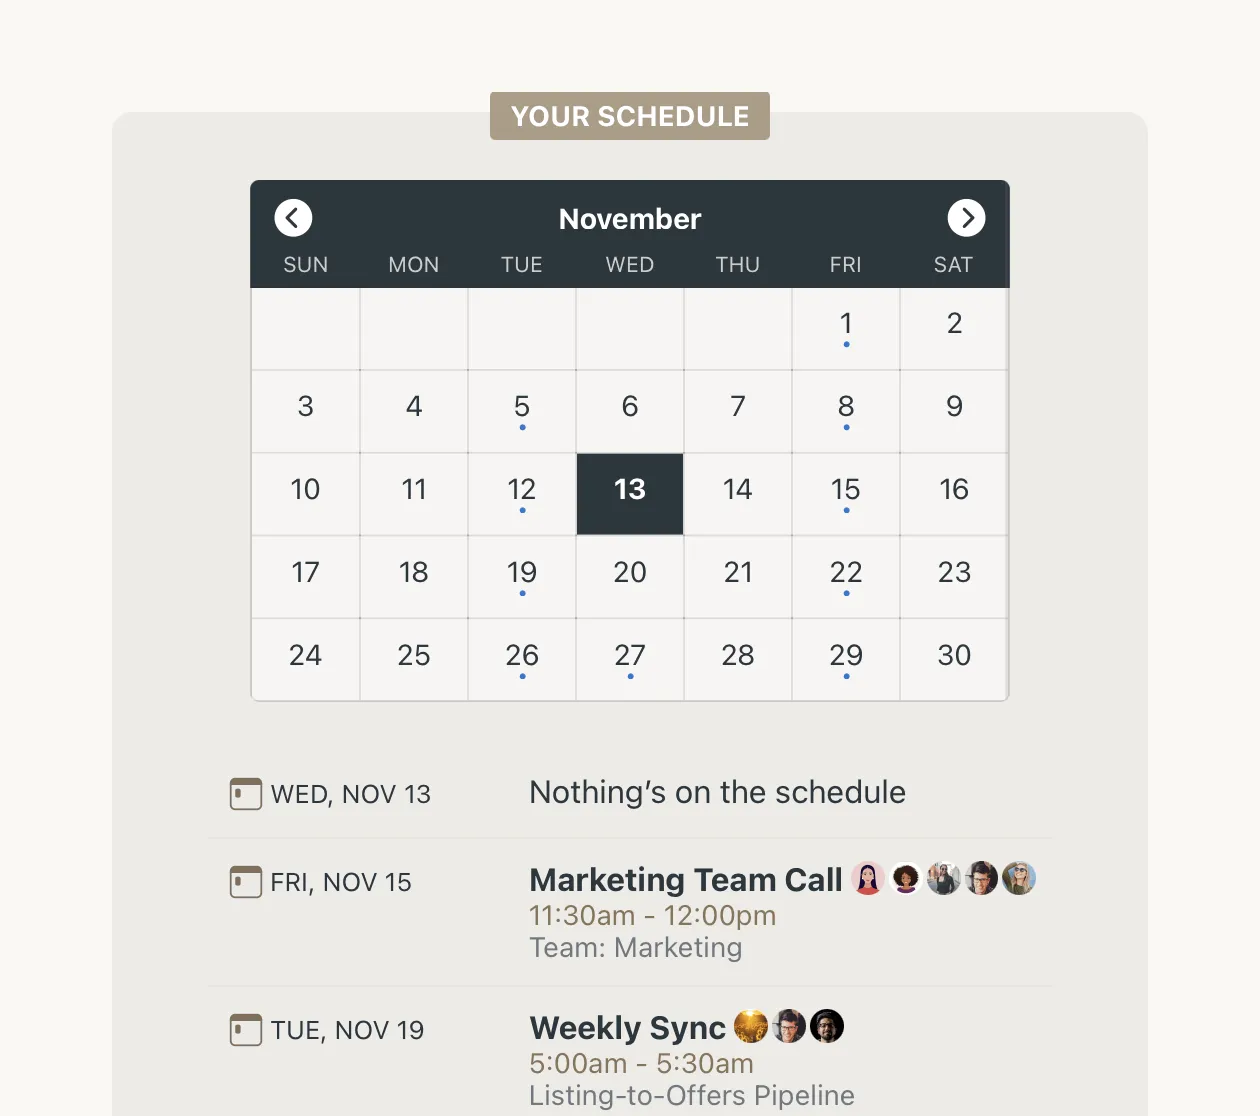 YOUR SCHEDULE
November
SUN MON TUE WED THU FRI SAT
1 2
3 4 5 6 7 8 9
10 11 12 13 14 15 16
17 18 19 20 21 22 23
24 25 26 27 28 29 30
WED, NOV 13 Nothing’s on the schedule
FRI, NOV 15 Marketing Team Call
11:30am - 12:00pm
Team: Marketing
TUE, NOV 19 Weekly Sync
5:00am - 5:30am
Listing-to-Offers Pipeline